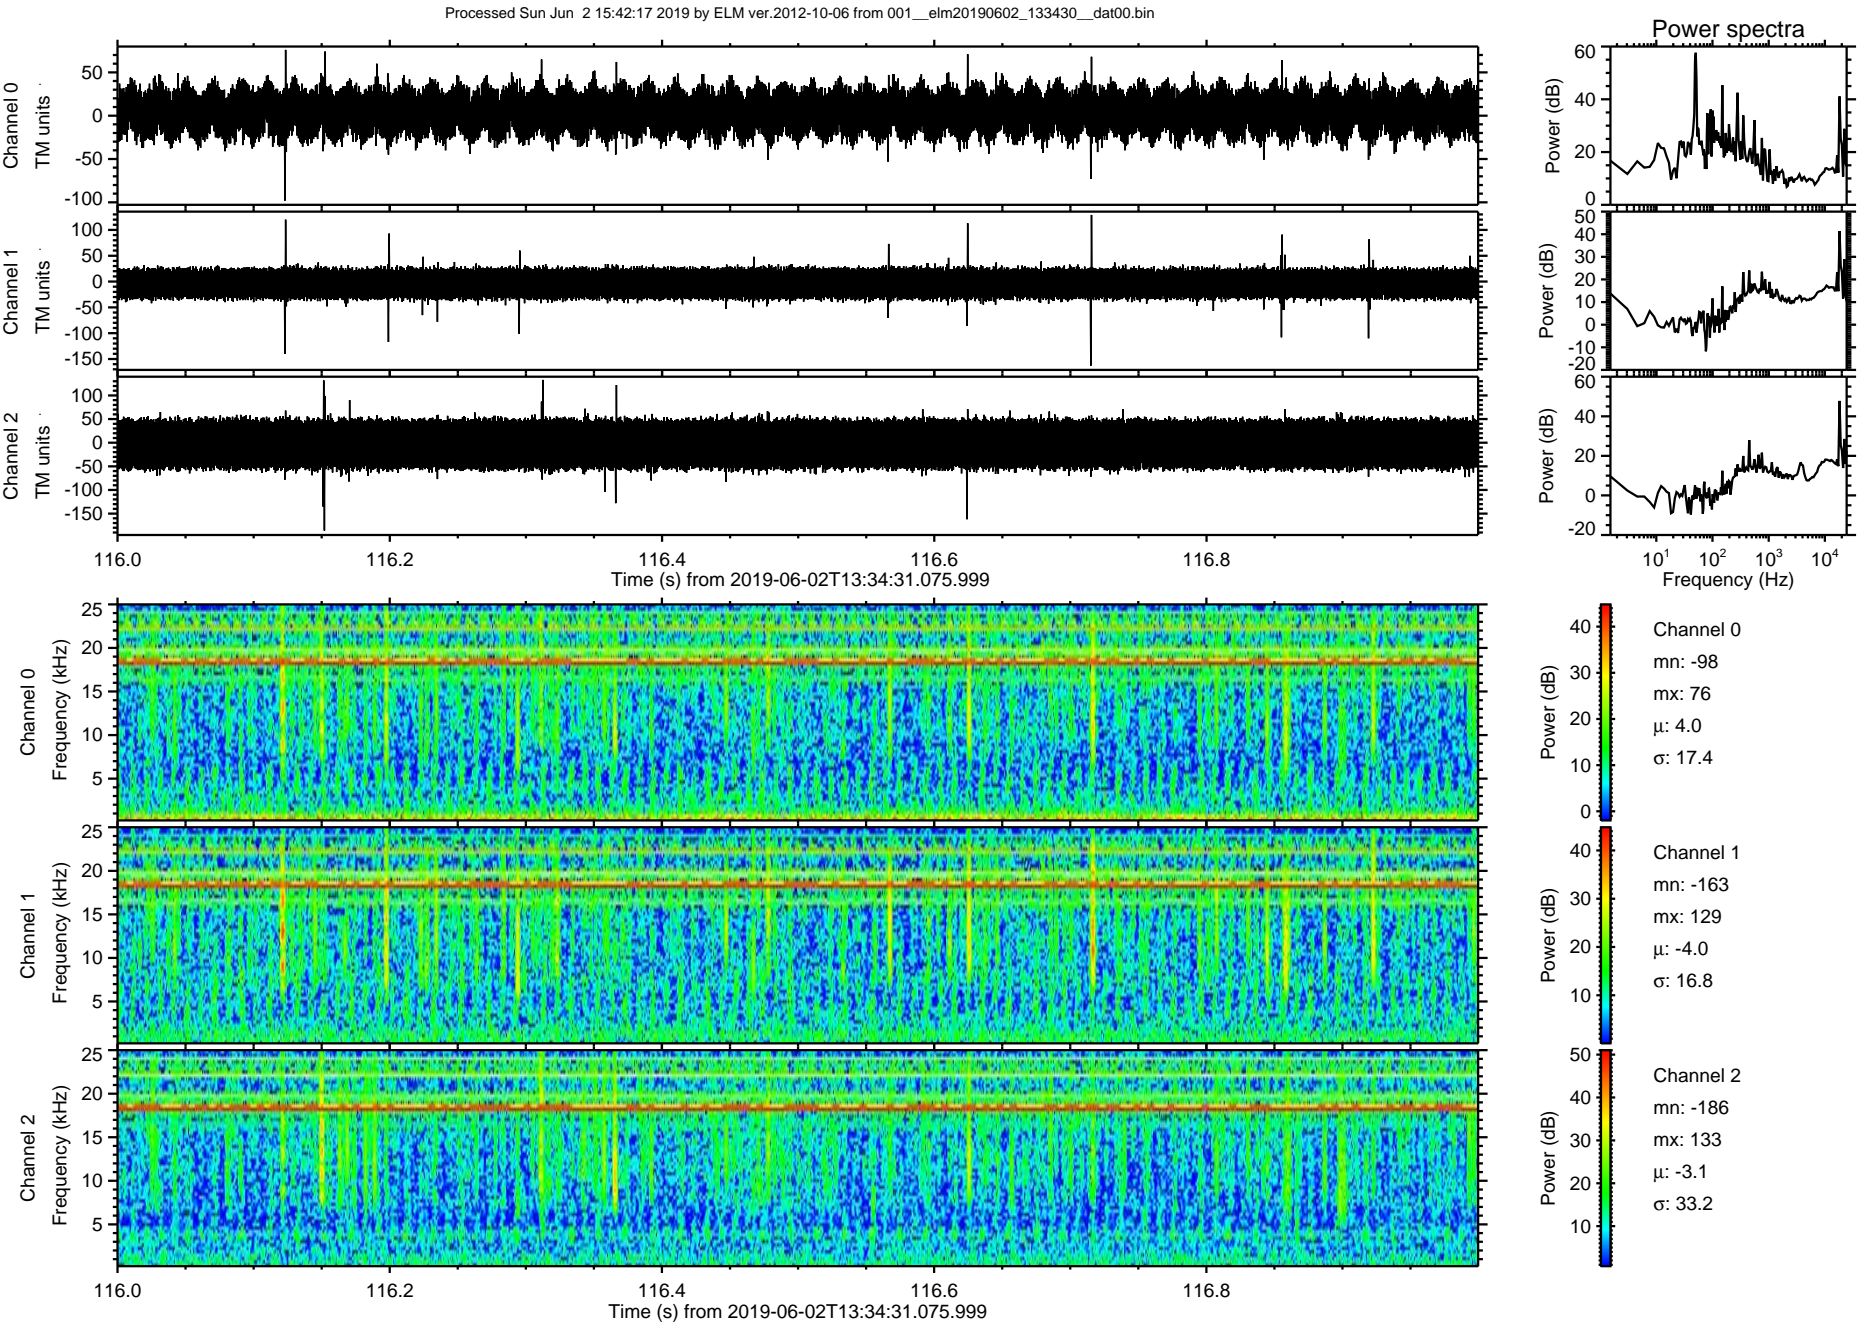 Processed Sun Jun  2 15:42:17 2019 by ELM ver.2012-10-06 from 001__elm20190602_133430__dat00.bin
Power spectra
Channel 0
TM units
50
0
-50
-100
Power (dB)
60
40
20
0
Channel 1
TM units
100
50
0
-50
-100
-150
Power (dB)
50
40
30
20
10
0
-10
-20
Channel 2
TM units
100
50
0
-50
-100
-150
Power (dB)
60
40
20
0
-20
116.0 116.2 116.4 116.6 116.8
Time (s) from 2019-06-02T13:34:31.075.999
10¹ 10² 10³ 10⁴
Frequency (Hz)
Channel 0
Frequency (kHz)
25
20
15
10
5
Power (dB)
40
30
20
10
0
Channel 0
mn: -98
mx: 76
μ: 4.0
σ: 17.4
Channel 1
Frequency (kHz)
25
20
15
10
5
Power (dB)
40
30
20
10
Channel 1
mn: -163
mx: 129
μ: -4.0
σ: 16.8
Channel 2
Frequency (kHz)
25
20
15
10
5
Power (dB)
50
40
30
20
10
Channel 2
mn: -186
mx: 133
μ: -3.1
σ: 33.2
116.0 116.2 116.4 116.6 116.8
Time (s) from 2019-06-02T13:34:31.075.999